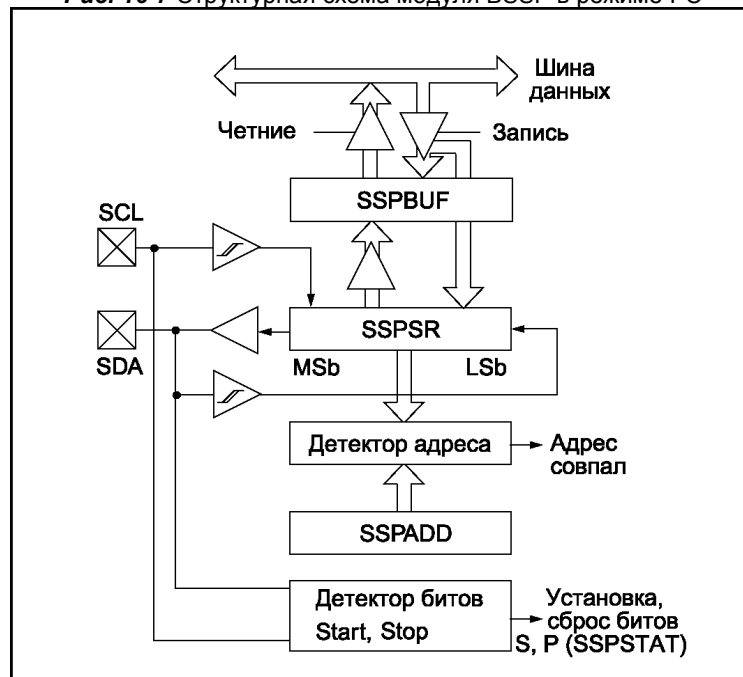 Шина
данных
Четние
Запись
SSPBUF
SCL
SSPSR
SDA
MSb
LSb
Детектор адреса
Адрес
совпал
SSPADD
Детектор битов
Start, Stop
Установка,
сброс битов
S, P (SSPSTAT)